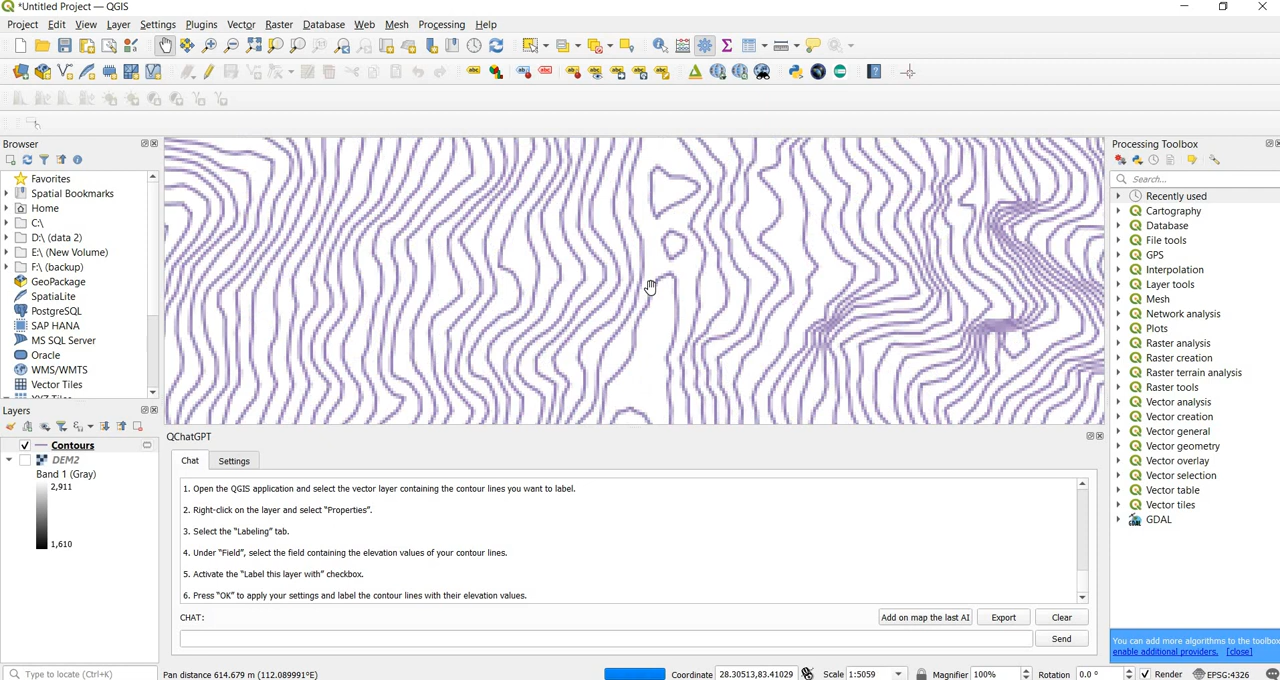 *Untitled Project — QGIS
Project Edit View Layer Settings Plugins Vector Raster Database Web Mesh Processing Help
Browser
Favorites
Spatial Bookmarks
Home
C:\
D:\ (data 2)
E:\ (New Volume)
F:\ (backup)
GeoPackage
SpatiaLite
PostgreSQL
SAP HANA
MS SQL Server
Oracle
WMS/WMTS
Vector Tiles
Layers
Contours
DEM2
Band 1 (Gray)
2,911
1,610
Type to locate (Ctrl+K)
QChatGPT
Chat Settings
1. Open the QGIS application and select the vector layer containing the contour lines you want to label.
2. Right-click on the layer and select "Properties".
3. Select the "Labeling" tab.
4. Under "Field", select the field containing the elevation values of your contour lines.
5. Activate the "Label this layer with" checkbox.
6. Press "OK" to apply your settings and label the contour lines with their elevation values.
CHAT:
Add on map the last AI Export Clear
Send
Processing Toolbox
Search...
Recently used
Cartography
Database
File tools
GPS
Interpolation
Layer tools
Mesh
Network analysis
Plots
Raster analysis
Raster creation
Raster terrain analysis
Raster tools
Vector analysis
Vector creation
Vector general
Vector geometry
Vector overlay
Vector selection
Vector table
Vector tiles
GDAL
You can add more algorithms to the toolbox
enable additional providers. [close]
Pan distance 614.679 m (112.089991°E)
Coordinate 28.30513,83.41029 Scale 1:5059 Magnifier 100% Rotation 0.0 ° Render EPSG:4326